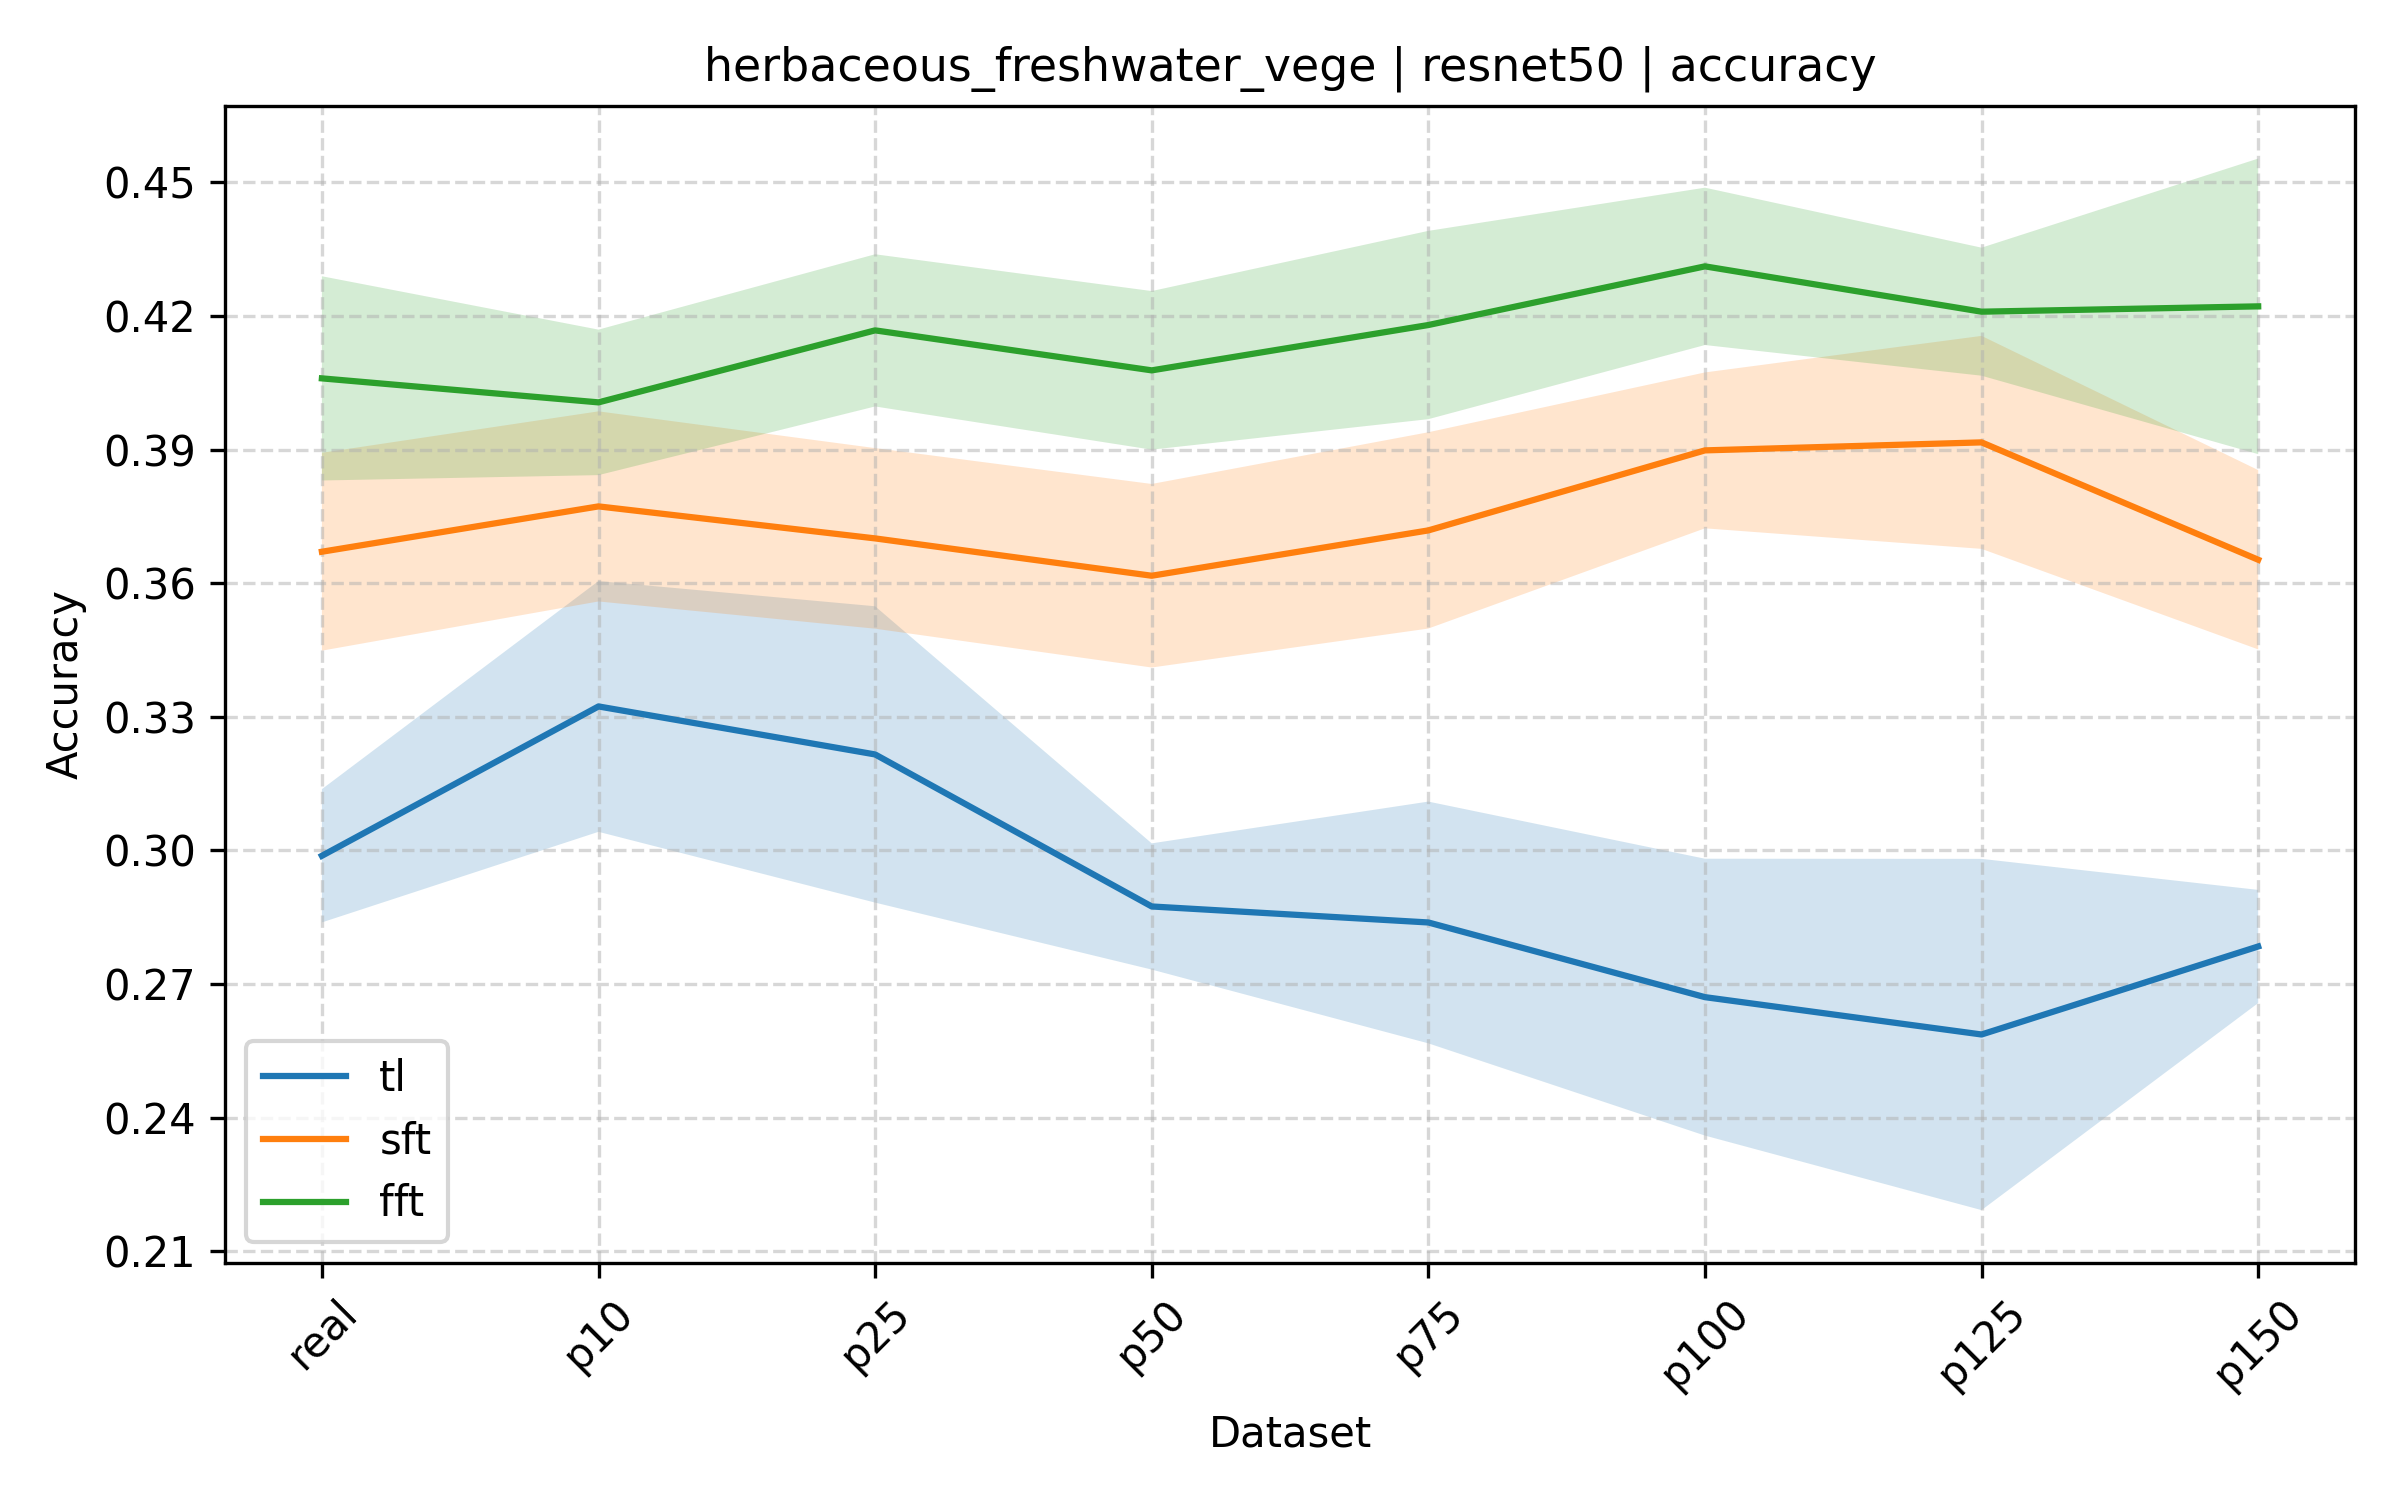 herbaceous_freshwater_vege | resnet50 | accuracy
Accuracy
0.45
0.42
0.39
0.36
0.33
0.30
0.27
0.24
0.21
tl
sft
fft
real
p10
p25
p50
p75
p100
p125
p150
Dataset